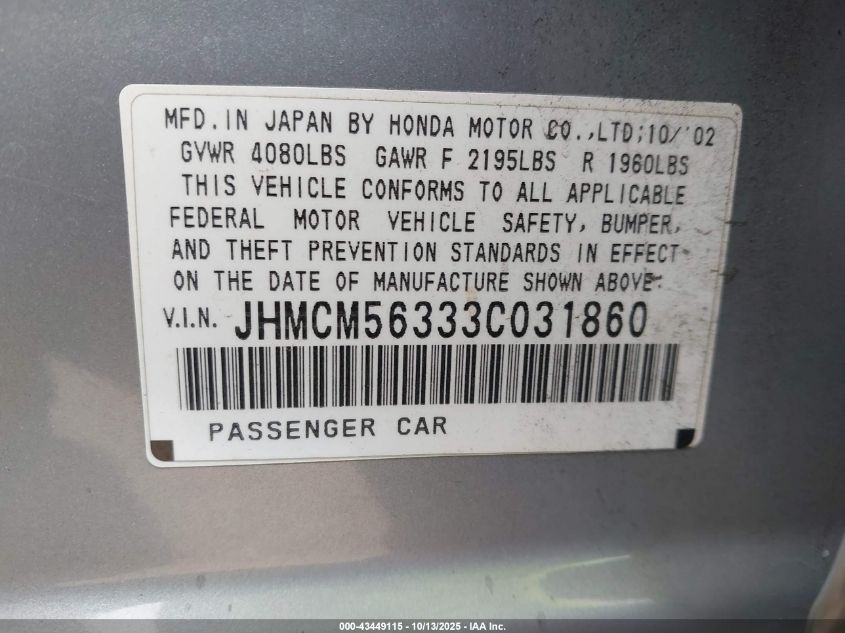 MFD.IN JAPAN BY HONDA MOTOR CO.,LTD;10/'02
GVWR 4080LBS GAWR F 2195LBS R 1960LBS
THIS VEHICLE CONFORMS TO ALL APPLICABLE
FEDERAL MOTOR VEHICLE SAFETY, BUMPER,
AND THEFT PREVENTION STANDARDS IN EFFECT
ON THE DATE OF MANUFACTURE SHOWN ABOVE.
V.I.N. JHMCM56333C031860
PASSENGER CAR
000-43449115 - 10/13/2025 - IAA Inc.